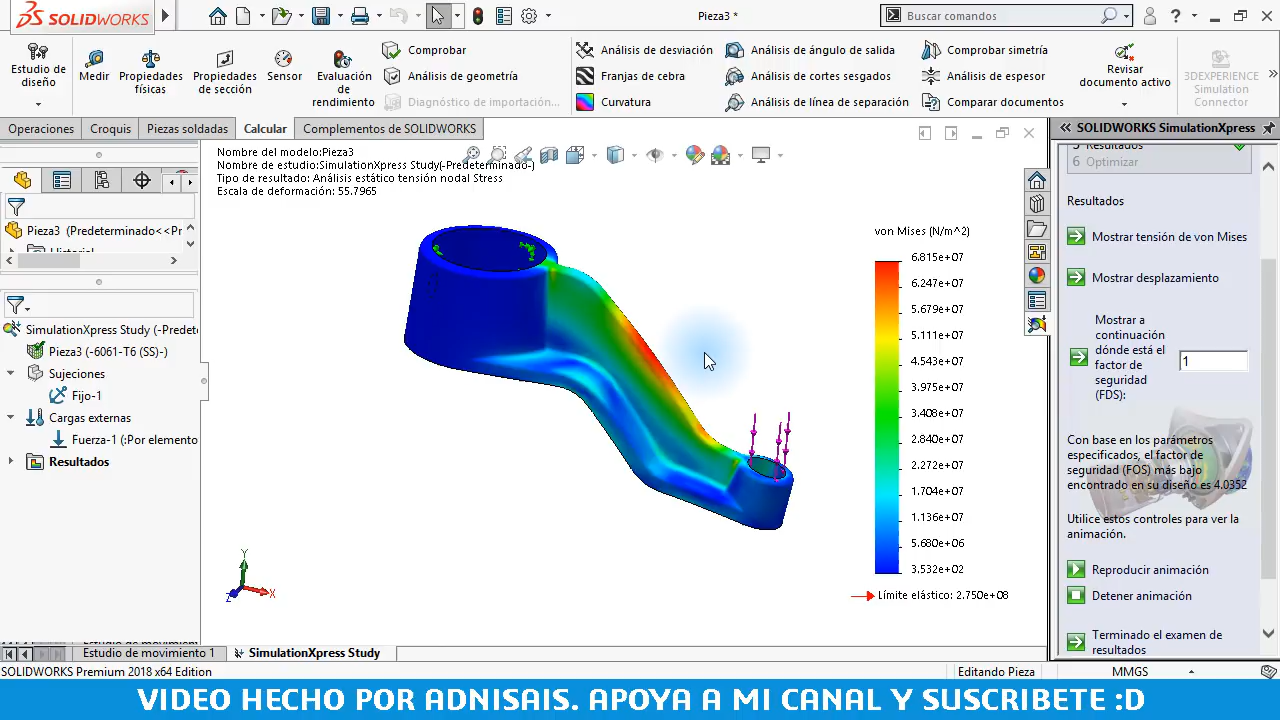 SOLIDWORKS
Pieza3 *
Buscar comandos
Estudio de diseño
Medir
Propiedades físicas
Propiedades de sección
Sensor
Evaluación de rendimiento
Comprobar
Análisis de geometría
Diagnóstico de importación...
Análisis de desviación
Franjas de cebra
Curvatura
Análisis de ángulo de salida
Análisis de cortes sesgados
Análisis de línea de separación
Comprobar simetría
Análisis de espesor
Comparar documentos
Revisar documento activo
3DEXPERIENCE Simulation Connector
Operaciones
Croquis
Piezas soldadas
Calcular
Complementos de SOLIDWORKS
SOLIDWORKS SimulationXpress
Nombre de modelo:Pieza3
Nombre de estudio:SimulationXpress Study(-Predeterminado-)
Tipo de resultado: Análisis estático tensión nodal Stress
Escala de deformación: 55.7965
Pieza3 (Predeterminado<<Pr
Historial
SimulationXpress Study (-Predete
Pieza3 (-6061-T6 (SS)-)
Sujeciones
Fijo-1
Cargas externas
Fuerza-1 (:Por elemento
Resultados
von Mises (N/m^2)
6.815e+07
6.247e+07
5.679e+07
5.111e+07
4.543e+07
3.975e+07
3.408e+07
2.840e+07
2.272e+07
1.704e+07
1.136e+07
5.680e+06
3.532e+02
Límite elástico: 2.750e+08
Y
X
Z
5 Resultados
6 Optimizar
Resultados
Mostrar tensión de von Mises
Mostrar desplazamiento
Mostrar a
continuación
dónde está el
factor de
seguridad
(FDS):
1
Con base en los parámetros
especificados, el factor de
seguridad (FOS) más bajo
encontrado en su diseño es 4.0352
Utilice estos controles para ver la
animación.
Reproducir animación
Detener animación
Terminado el examen de
resultados
Estudio de movimiento 1
SimulationXpress Study
SOLIDWORKS Premium 2018 x64 Edition
Editando Pieza
MMGS
VIDEO HECHO POR ADNISAIS. APOYA A MI CANAL Y SUSCRIBETE :D